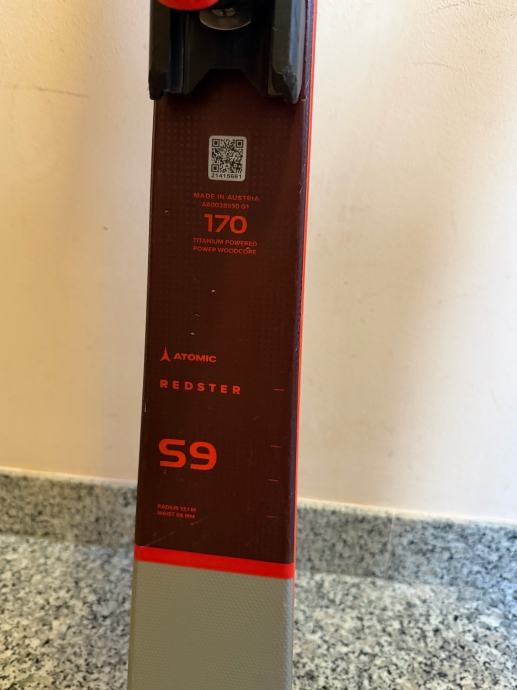 21415661
MADE IN AUSTRIA
170
TITANIUM POWERED
POWER WOODCORE
ATOMIC
REDSTER
S9